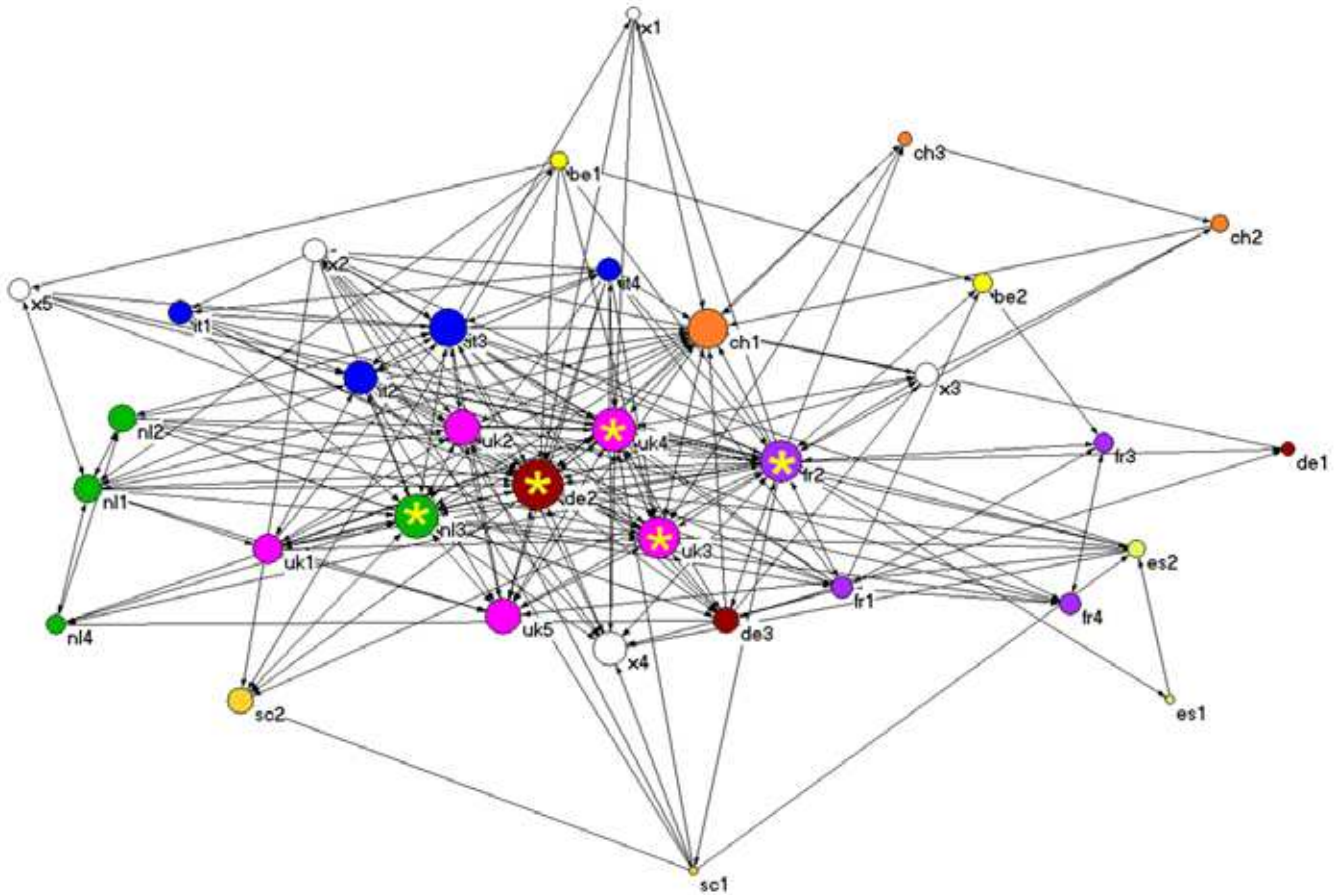 x1
ch3
be1
ch2
x2
it4
be2
x5
it1
it3
ch1
x3
it2
nl2
uk2
uk4
fr2
fr3
de1
nl1
de2
nl3
uk3
uk1
es2
fr1
fr4
nl4
uk5
de3
x4
sc2
es1
sc1